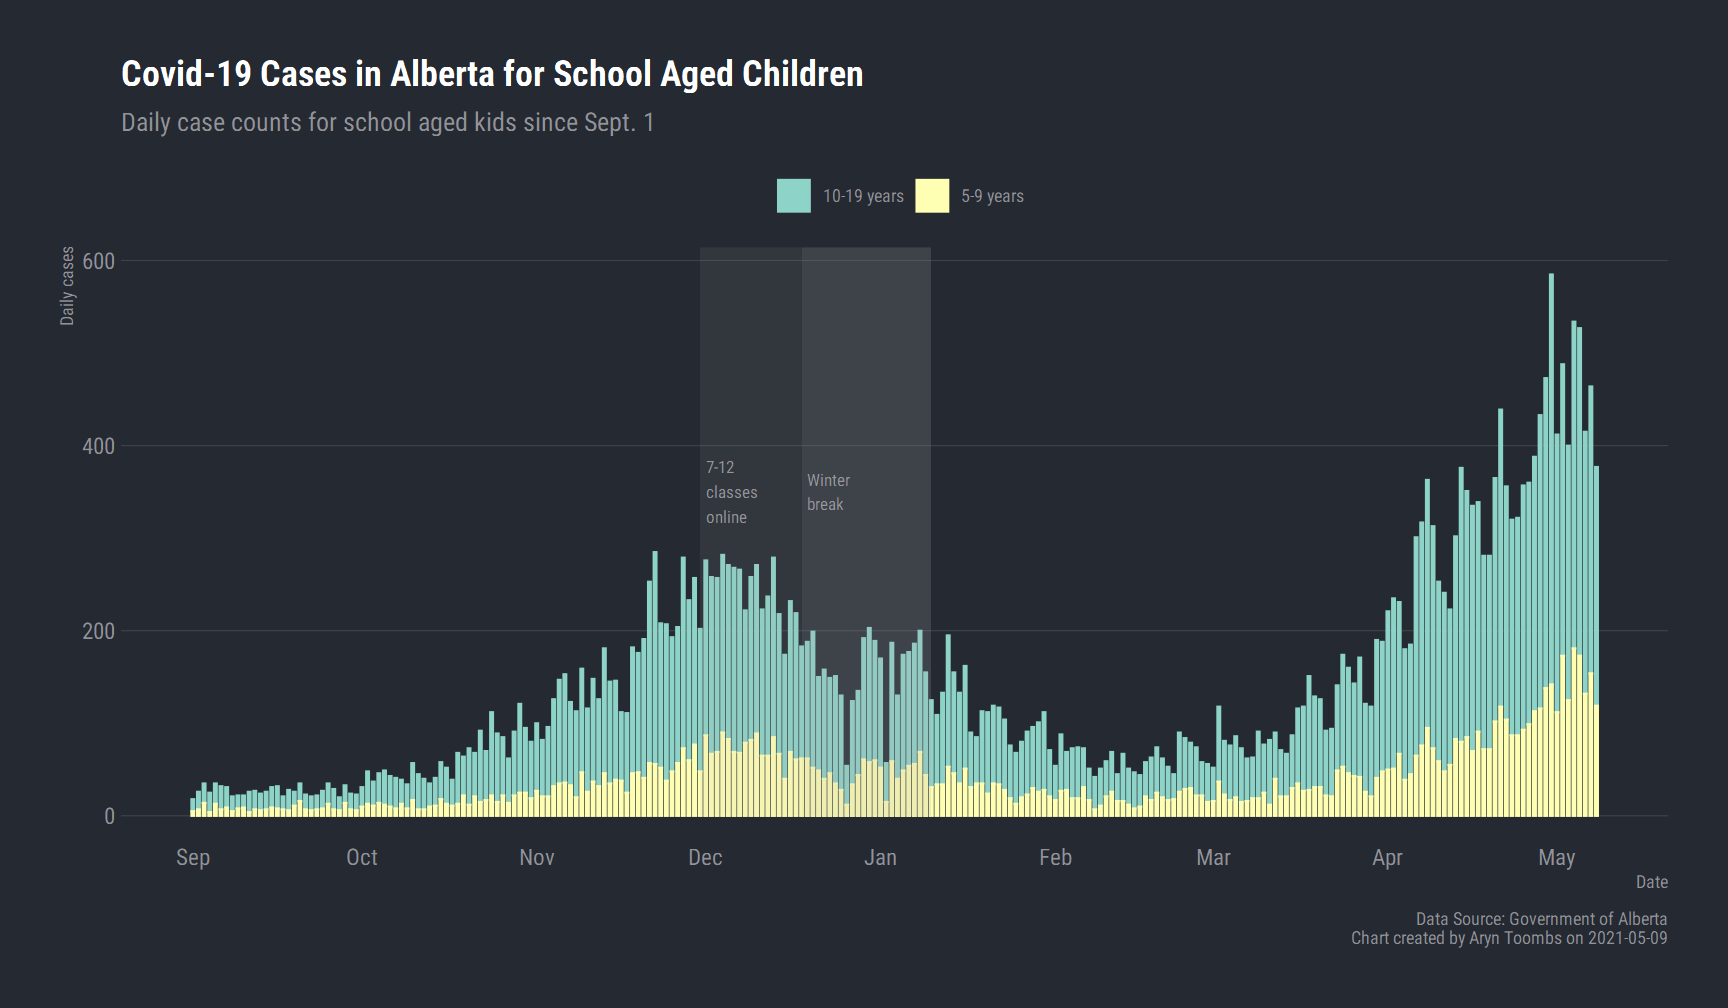 Covid-19 Cases in Alberta for School Aged Children
Daily case counts for school aged kids since Sept. 1
10-19 years
5-9 years
Daily cases
600
400
200
0
7-12
classes
online
Winter
break
Sep
Oct
Nov
Dec
Jan
Feb
Mar
Apr
May
Date
Data Source: Government of Alberta
Chart created by Aryn Toombs on 2021-05-09